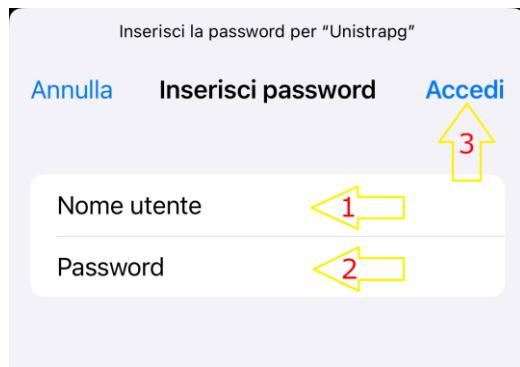 Inserisci la password per “Unistrapg”
Annulla Inserisci password Accedi
3
Nome utente 1
Password 2